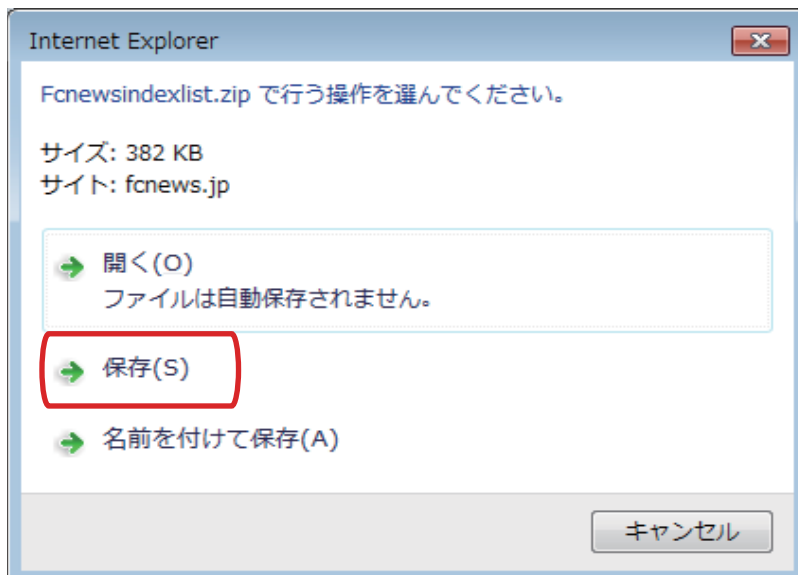 Internet Explorer
Fcnewsindexlist.zip で行う操作を選んでください。
サイズ: 382 KB
サイト: fcnews.jp
開く(O)
ファイルは自動保存されません。
保存(S)
名前を付けて保存(A)
キャンセル